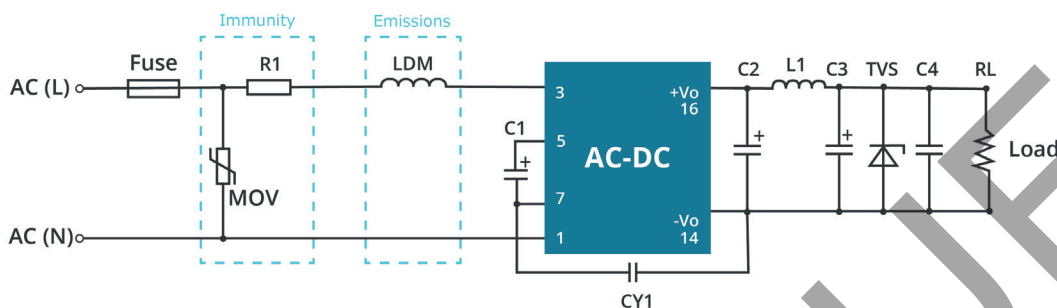 Immunity
Emissions
Fuse
R1
LDM
C2
L1
C3
TVS
C4
RL
AC (L)
3
+Vo
16
C1
5
+
AC-DC
+
+
Load
MOV
7
AC (N)
1
-Vo
14
CY1